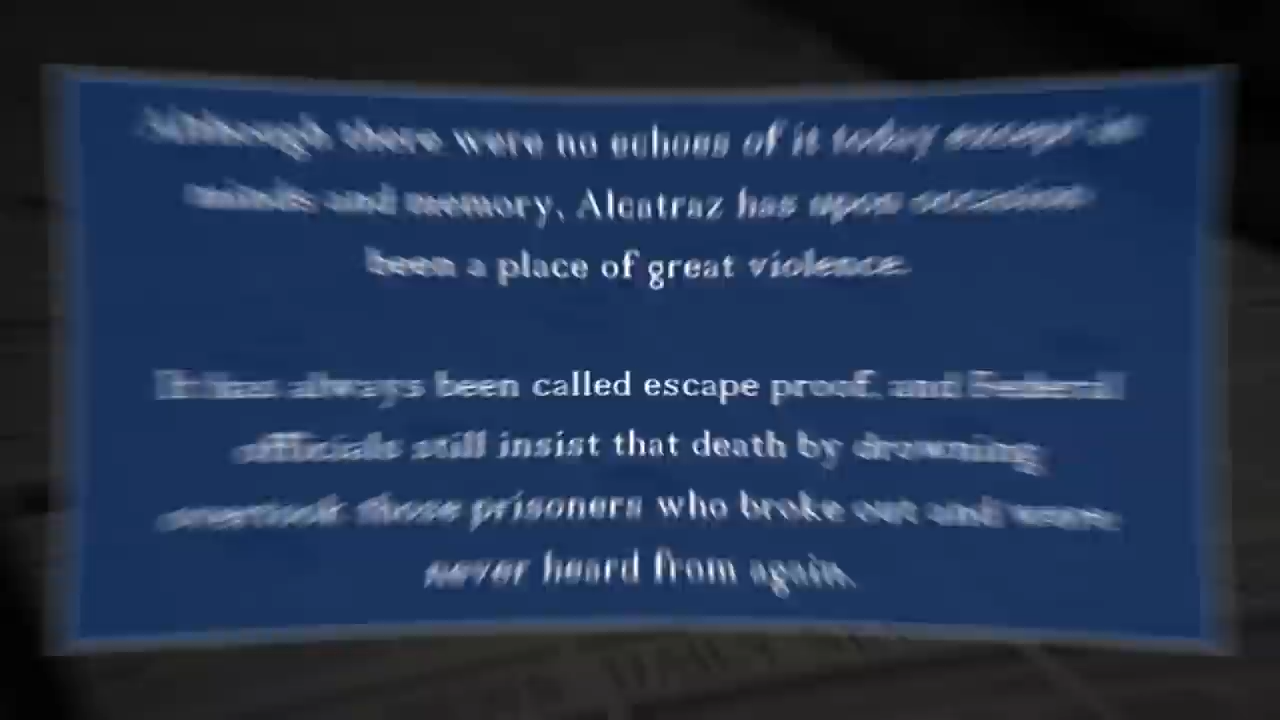 Although there were no echoes of it today except in
minds and memory, Alcatraz has upon occasion
been a place of great violence.
It has always been called escape proof, and Federal
officials still insist that death by drowning
overtook those prisoners who broke out and were
never heard from again.